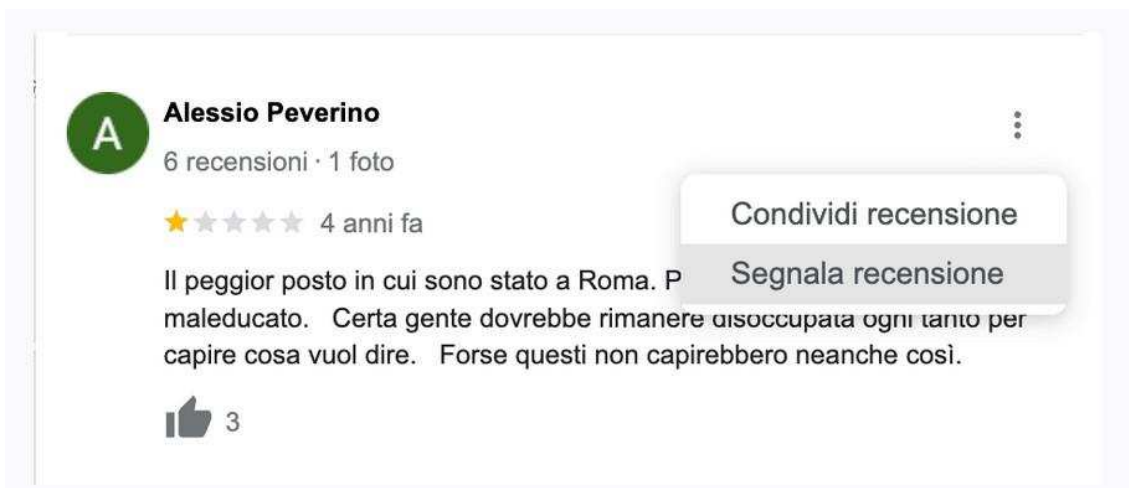 A
Alessio Peverino
6 recensioni · 1 foto
4 anni fa
Condividi recensione
Segnala recensione
Il peggior posto in cui sono stato a Roma. P
maleducato. Certa gente dovrebbe rimanere disoccupata ogni tanto per
capire cosa vuol dire. Forse questi non capirebbero neanche così.
3